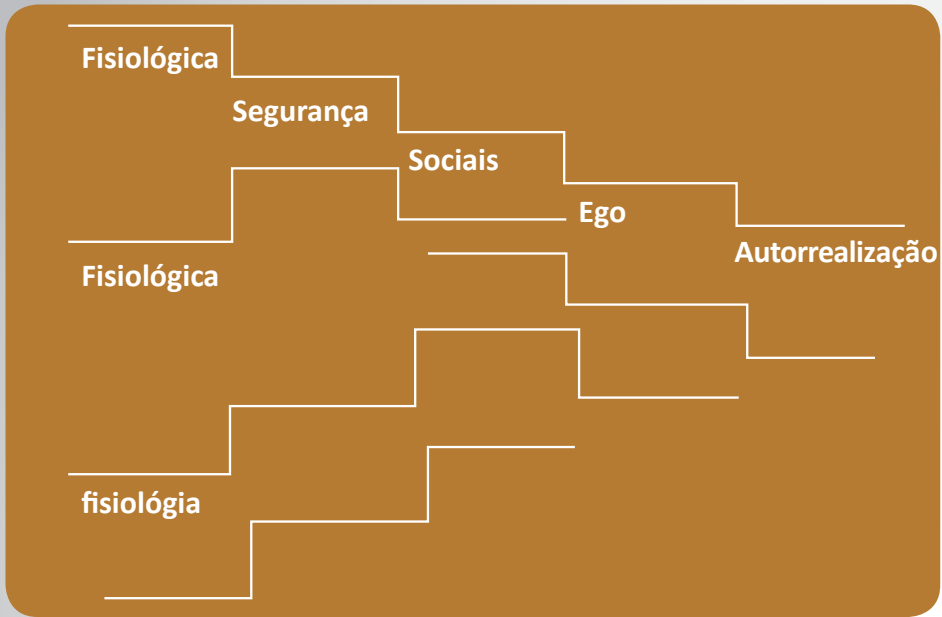 Fisiológica
Segurança
Sociais
Ego
Autorrealização
Fisiológica
fisiológia